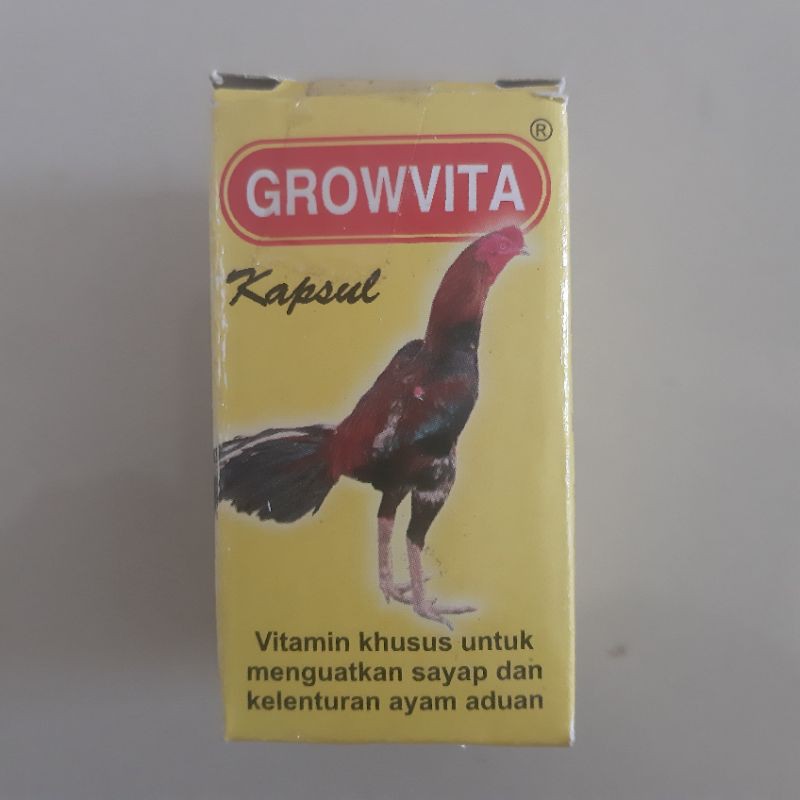 ®
GROWVITA
Kapsul
Vitamin khusus untuk
menguatkan sayap dan
kelenturan ayam aduan